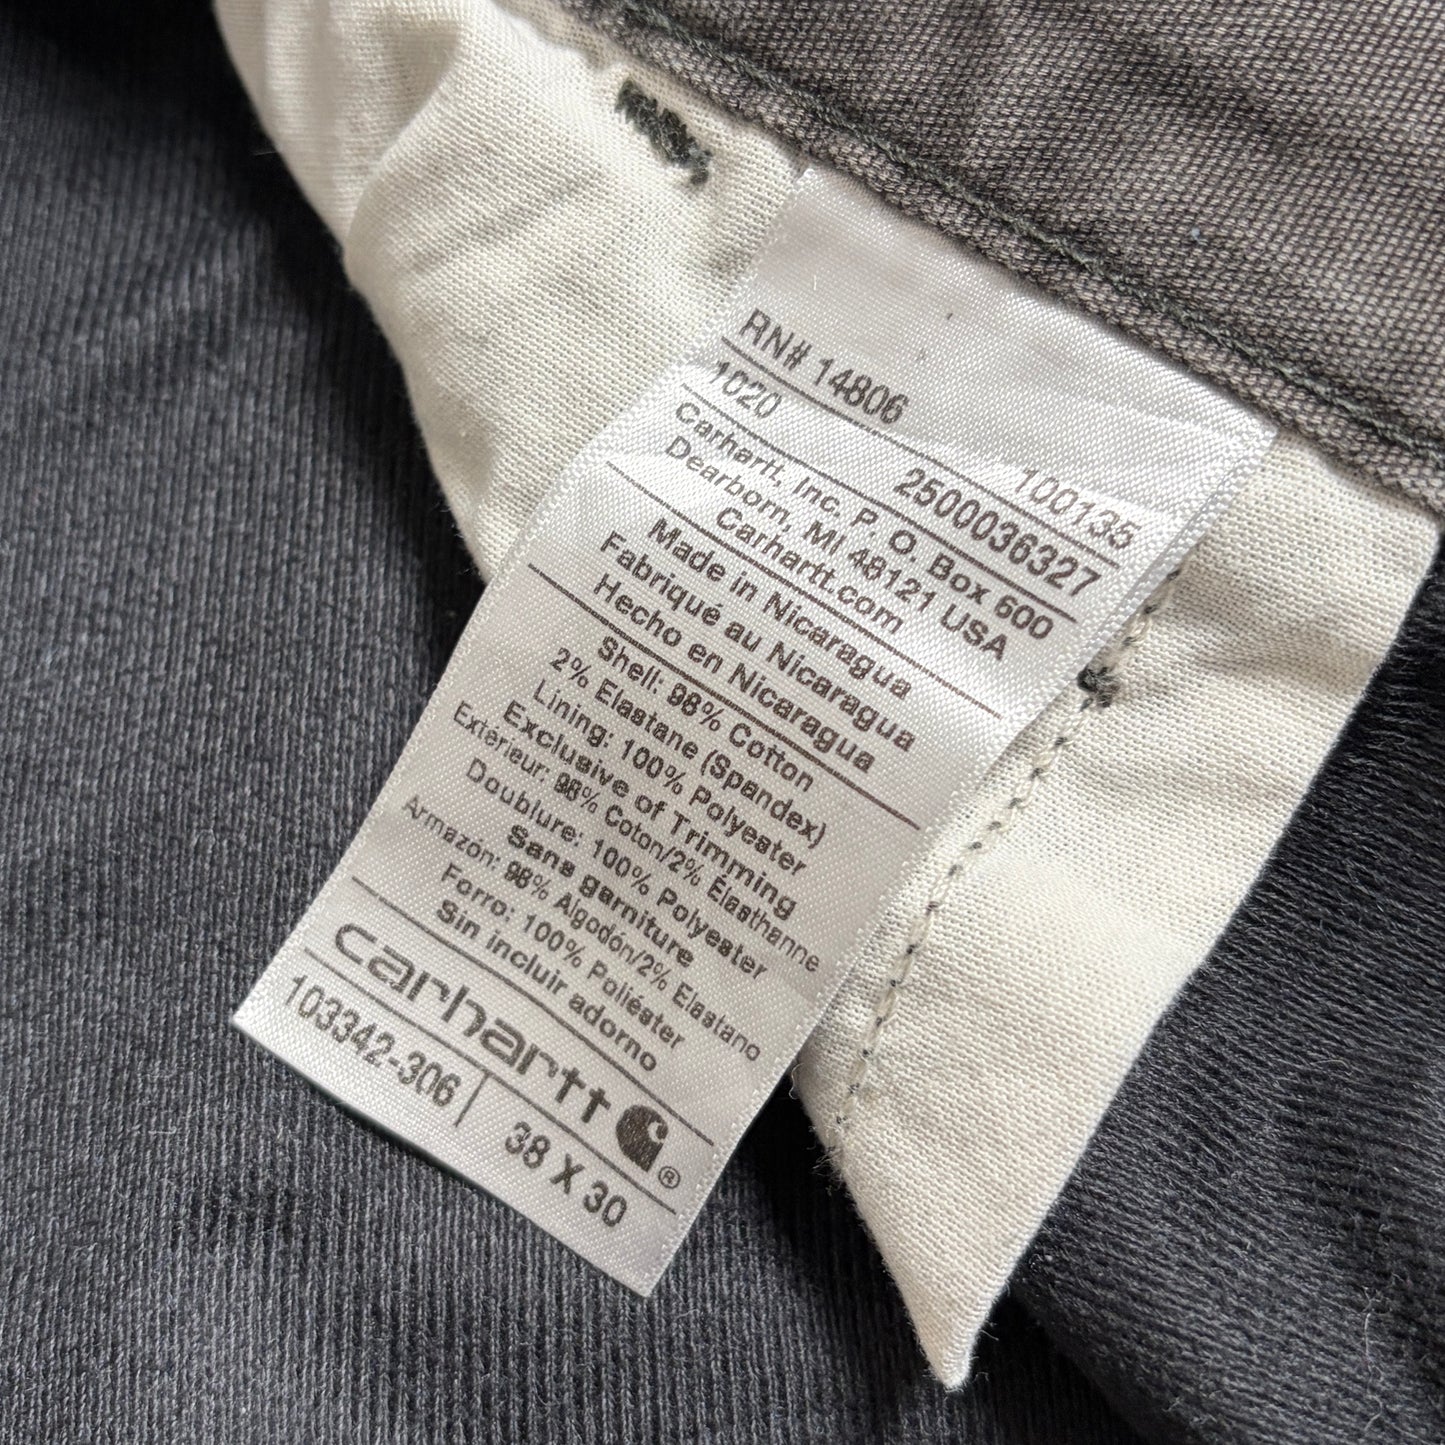 RN# 14806 100135
1020 2500036327
Carhartt, Inc. P. O. Box 600
Dearborn, MI 48121 USA
Carhartt.com
Made in Nicaragua
Fabriqué au Nicaragua
Hecho en Nicaragua
Shell: 98% Cotton
2% Elastane (Spandex)
Lining: 100% Polyester
Exclusive of Trimming
Extérieur: 98% Coton/2% Élasthanne
Doublure: 100% Polyester
Sans garniture
Armazón: 98% Algodón/2% Elastano
Forro: 100% Poliéster
Sin incluir adorno
carhartt ®
103342-306 | 38 X 30